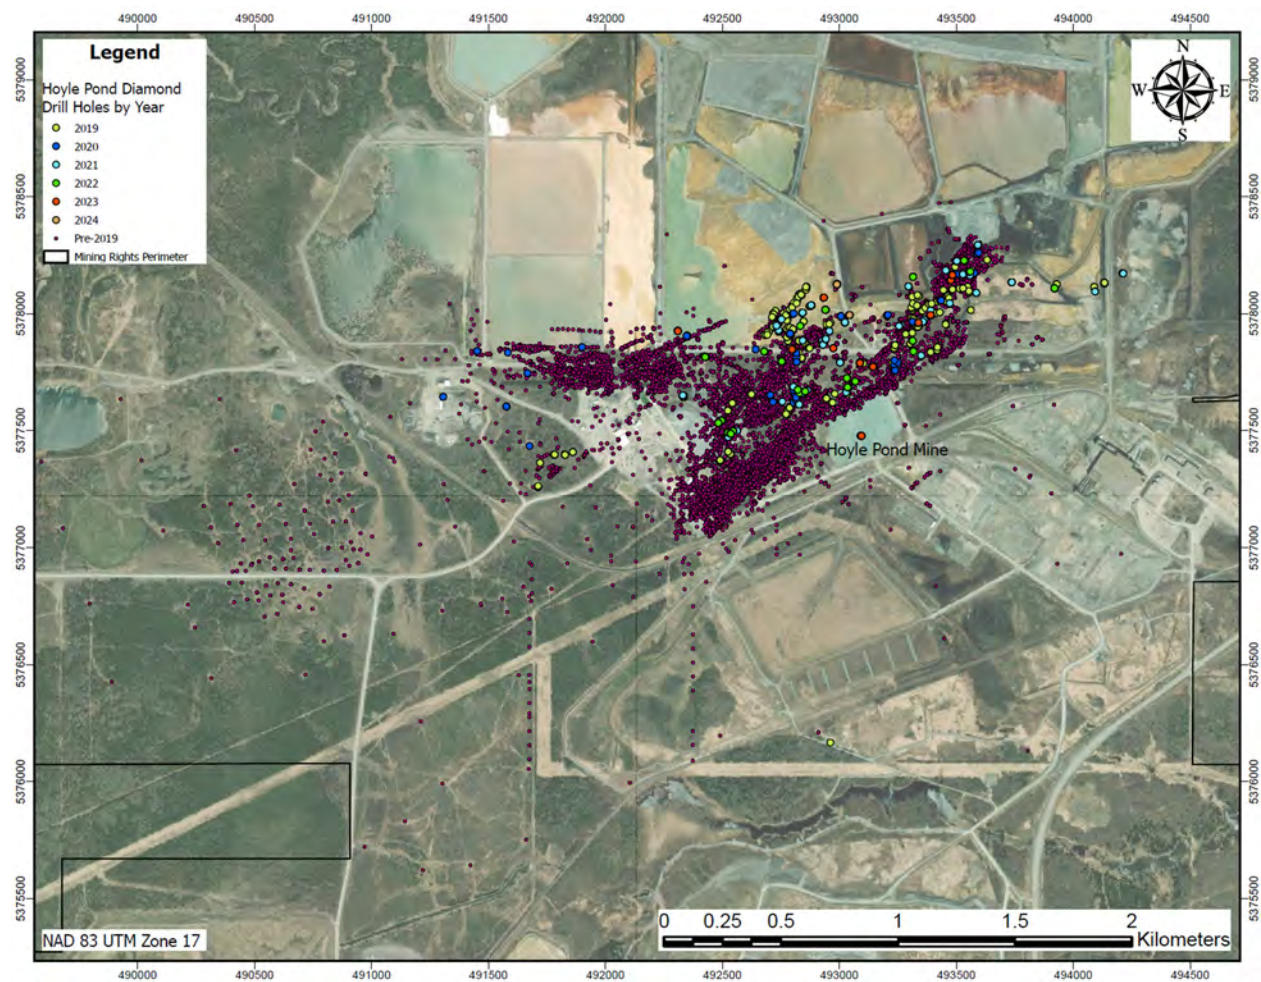 490000 490500 491000 491500 492000 492500 493000 493500 494000 494500
Legend
Hoyle Pond Diamond
Drill Holes by Year
2019
2020
2021
2022
2023
2024
Pre-2019
Mining Rights Perimeter
N
W E
S
5379000 5379000
5378500 5378500
5378000 5378000
5377500 5377500
Hoyle Pond Mine
5377000 5377000
5376500 5376500
5376000 5376000
5375500 5375500
0 0.25 0.5 1 1.5 2
Kilometers
NAD 83 UTM Zone 17
490000 490500 491000 491500 492000 492500 493000 493500 494000 494500